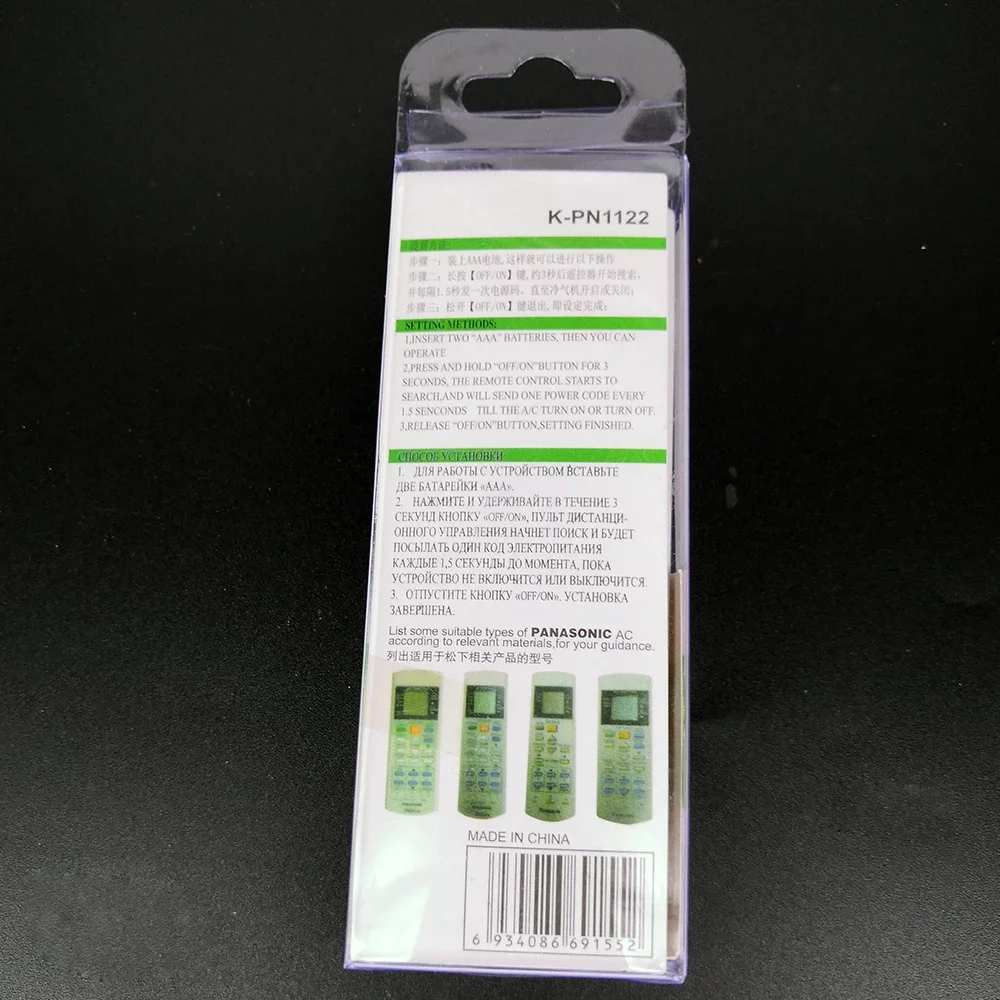 K-PN1122
设置方法:
步骤一: 装上AAA电池,这样就可以进行以下操作
步骤二: 长按【OFF/ON】键,约3秒后遥控器开始搜索、
并每隔1.5秒发一次电源码、直至冷气机开启或关闭;
步骤三: 松开【OFF/ON】键退出,即设定完成;
SETTING METHODS:
1,INSERT TWO "AAA" BATTERIES, THEN YOU CAN
OPERATE
2,PRESS AND HOLD "OFF/ON"BUTTON FOR 3
SECONDS, THE REMOTE CONTROL STARTS TO
SEARCH,AND WILL SEND ONE POWER CODE EVERY
1.5 SENCONDS TILL THE A/C TURN ON OR TURN OFF.
3,RELEASE "OFF/ON"BUTTON,SETTING FINISHED.
СПОСОБ УСТАНОВКИ:
1. ДЛЯ РАБОТЫ С УСТРОЙСТВОМ ВСТАВЬТЕ
ДВЕ БАТАРЕЙКИ «AAA».
2. НАЖМИТЕ И УДЕРЖИВАЙТЕ В ТЕЧЕНИЕ 3
СЕКУНД КНОПКУ «OFF/ON», ПУЛЬТ ДИСТАНЦИ-
ОННОГО УПРАВЛЕНИЯ НАЧНЕТ ПОИСК И БУДЕТ
ПОСЫЛАТЬ ОДИН КОД ЭЛЕКТРОПИТАНИЯ
КАЖДЫЕ 1,5 СЕКУНДЫ ДО МОМЕНТА, ПОКА
УСТРОЙСТВО НЕ ВКЛЮЧИТСЯ ИЛИ ВЫКЛЮЧИТСЯ.
3. ОТПУСТИТЕ КНОПКУ «OFF/ON». УСТАНОВКА
ЗАВЕРШЕНА.
List some suitable types of PANASONIC AC
according to relevant materials,for your guidance.
列出适用于松下相关产品的型号
MADE IN CHINA
6 934086 691552